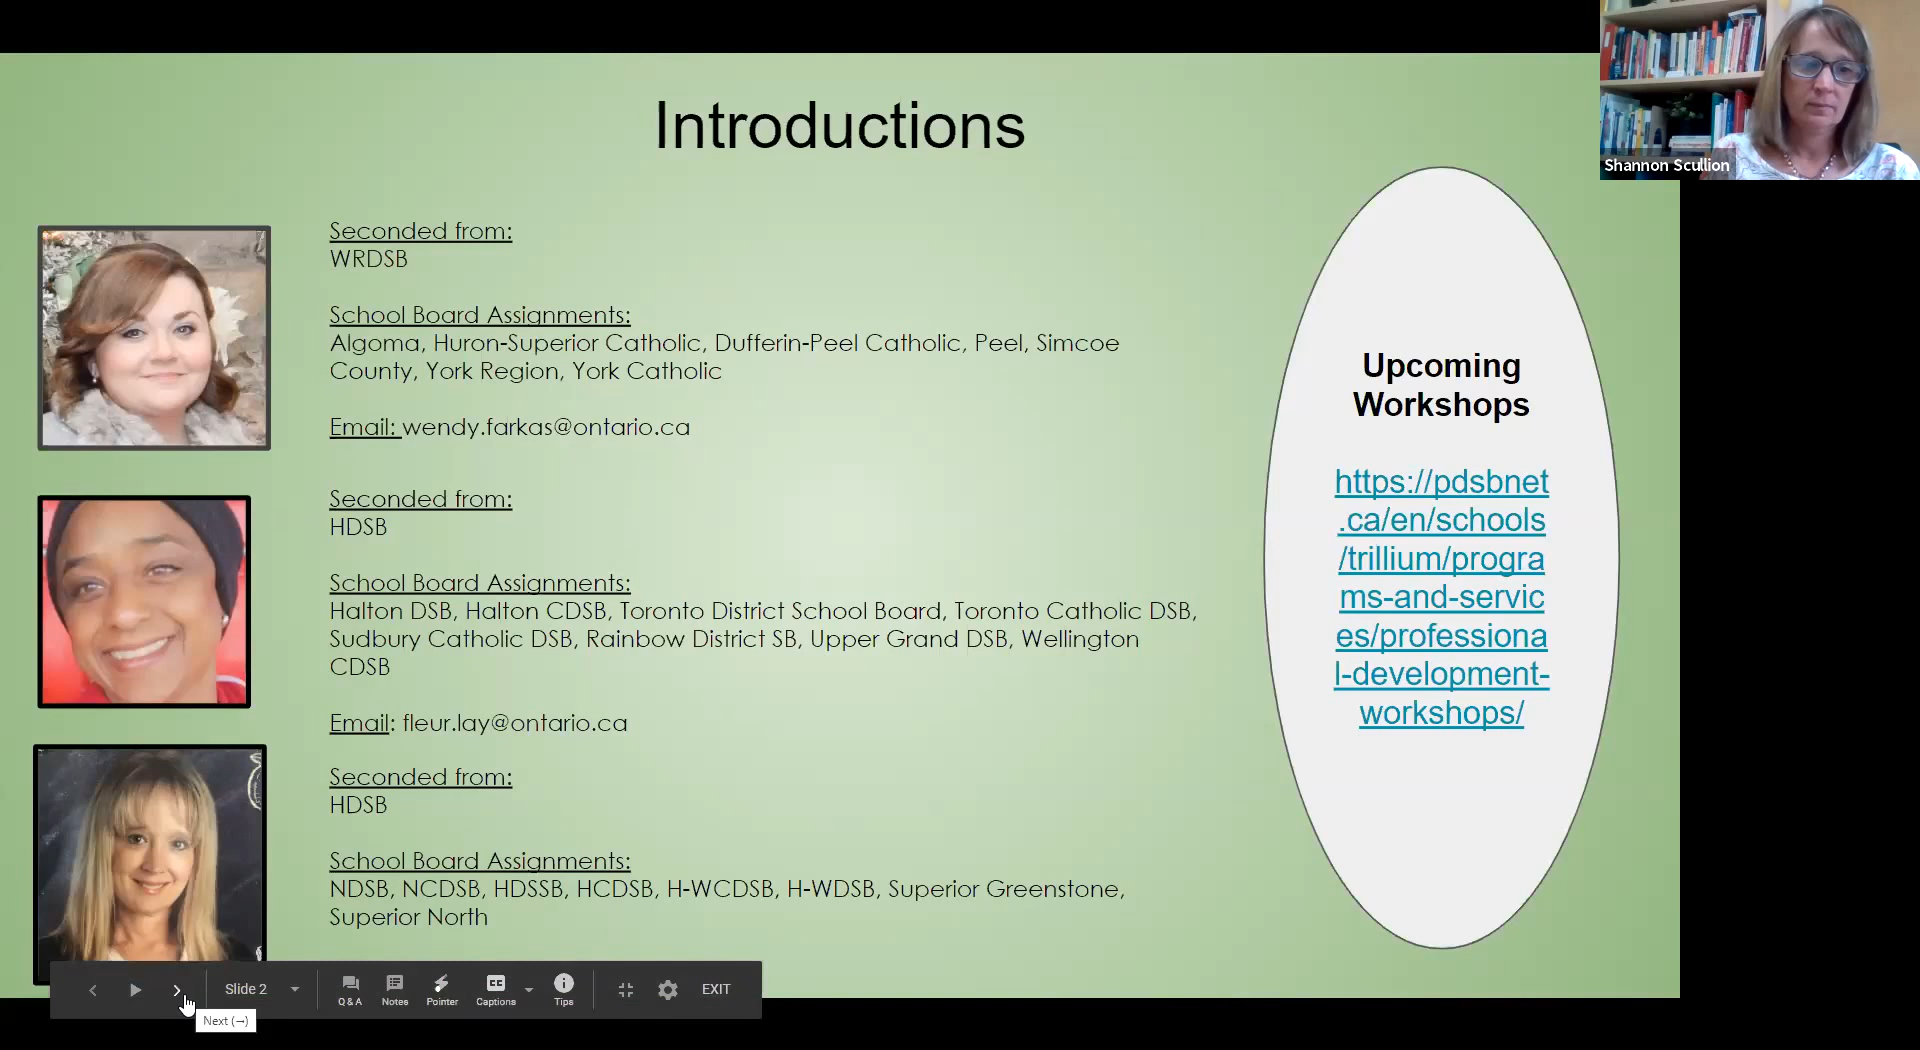 Introductions
Shannon Scullion
Seconded from:
WRDSB
School Board Assignments:
Algoma, Huron-Superior Catholic, Dufferin-Peel Catholic, Peel, Simcoe
County, York Region, York Catholic
Email: wendy.farkas@ontario.ca
Seconded from:
HDSB
School Board Assignments:
Halton DSB, Halton CDSB, Toronto District School Board, Toronto Catholic DSB,
Sudbury Catholic DSB, Rainbow District SB, Upper Grand DSB, Wellington
CDSB
Email: fleur.lay@ontario.ca
Seconded from:
HDSB
School Board Assignments:
NDSB, NCDSB, HDSSB, HCDSB, H-WCDSB, H-WDSB, Superior Greenstone,
Superior North
Upcoming
Workshops
https://pdsbnet
.ca/en/schools
/trillium/progra
ms-and-servic
es/professiona
l-development-
workshops/
Slide 2
Q & A
Notes
Pointer
CC
Captions
Tips
EXIT
Next (→)